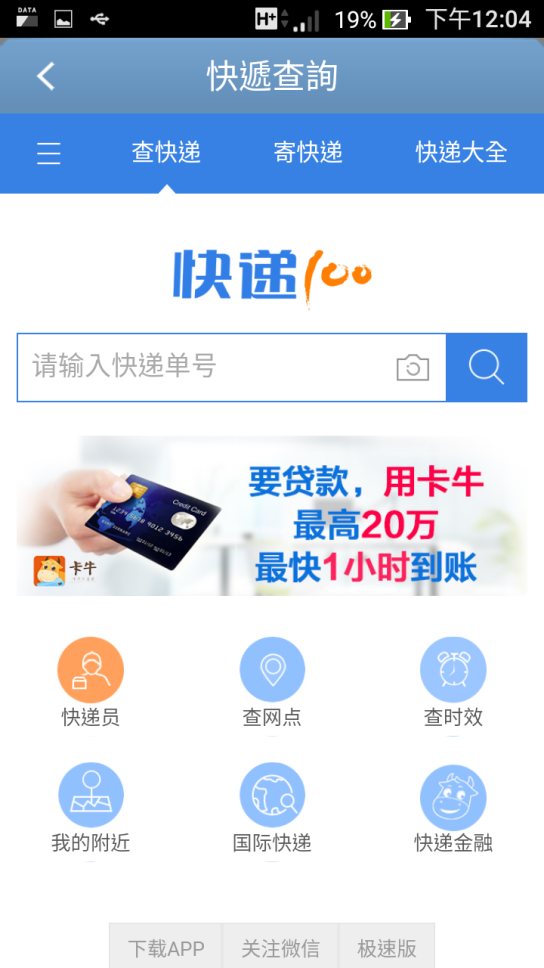 DATA H+ 19% 下午12:04
快遞查詢
查快递 寄快递 快递大全
快递100
请输入快递单号
要贷款，用卡牛
最高20万
最快1小时到账
Credit Card
卡牛
快递员 查网点 查时效
我的附近 国际快递 快递金融
下载APP 关注微信 极速版